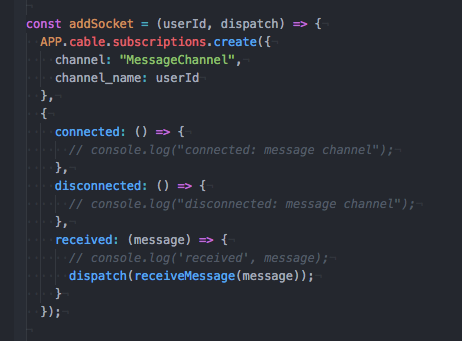 const addSocket = (userId, dispatch) => {
  APP.cable.subscriptions.create({
    channel: "MessageChannel",
    channel_name: userId
  },
  {
    connected: () => {
      // console.log("connected: message channel");
    },
    disconnected: () => {
      // console.log("disconnected: message channel");
    },
    received: (message) => {
      // console.log('received', message);
      dispatch(receiveMessage(message));
    }
  });